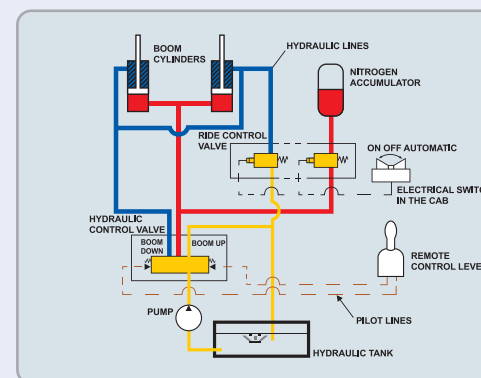 BOOM
CYLINDERS
HYDRAULIC LINES
NITROGEN
ACCUMULATOR
RIDE CONTROL
VALVE
ON OFF AUTOMATIC
ELECTRICAL SWITC
IN THE CAB
HYDRAULIC
CONTROL VALVE
BOOM
DOWN
BOOM UP
REMOTE
CONTROL LEVE
PUMP
PILOT LINES
HYDRAULIC TANK